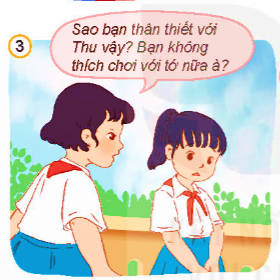 3
Sao bạn thân thiết với
Thu vậy? Bạn không
thích chơi với tớ nữa à?